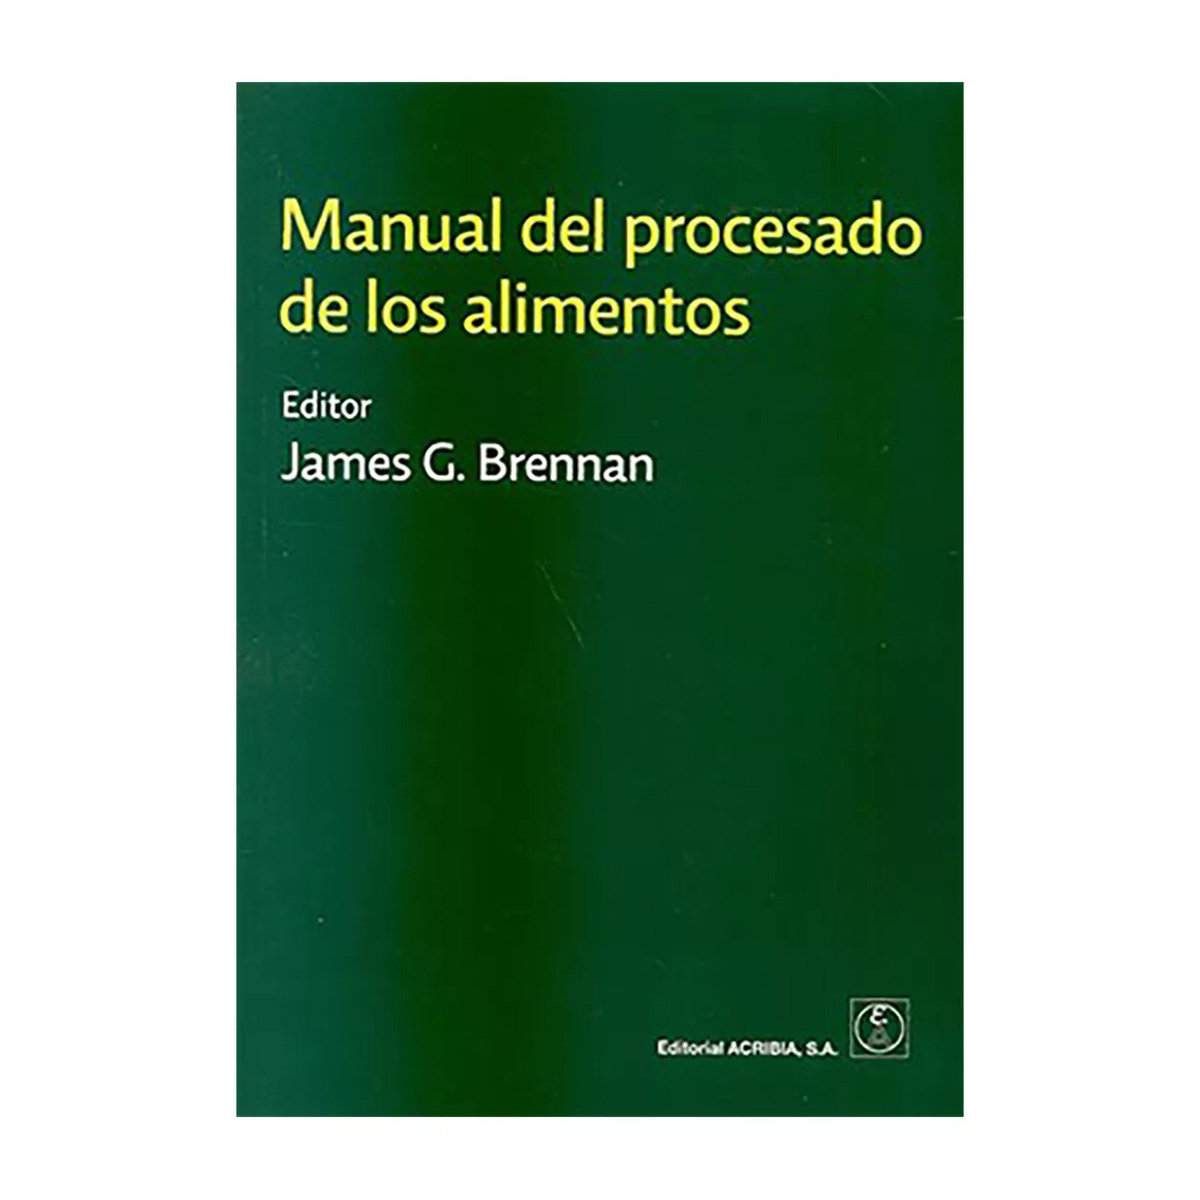 Manual del procesado
de los alimentos
Editor
James G. Brennan
Editorial ACRIBIA, S.A.